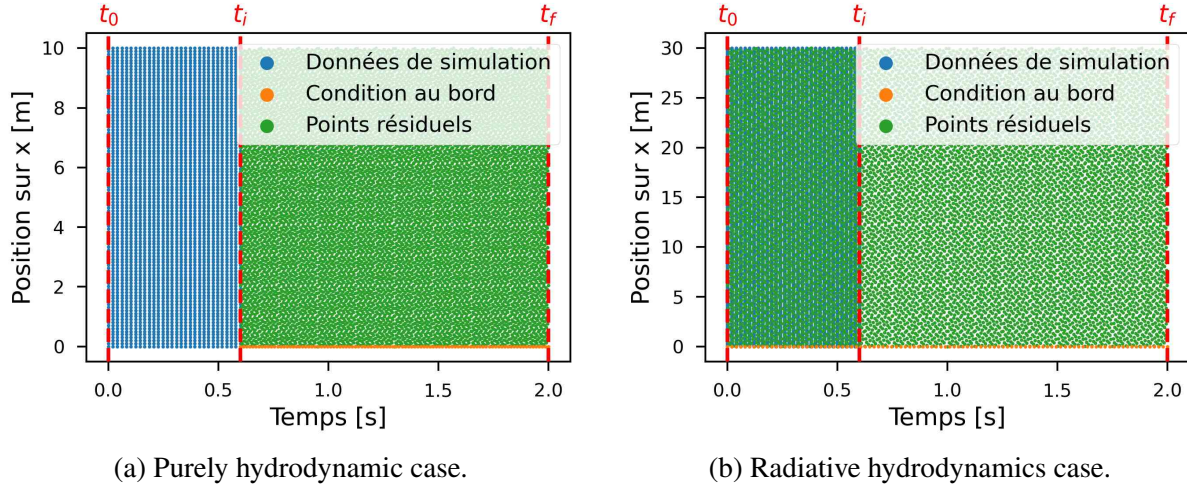 t₀ tᵢ t_f
10
8
6
4
2
0
Position sur x [m]
Données de simulation
Condition au bord
Points résiduels
0.0 0.5 1.0 1.5 2.0
Temps [s]
(a) Purely hydrodynamic case.
t₀ tᵢ t_f
30
25
20
15
10
5
0
Position sur x [m]
Données de simulation
Condition au bord
Points résiduels
0.0 0.5 1.0 1.5 2.0
Temps [s]
(b) Radiative hydrodynamics case.